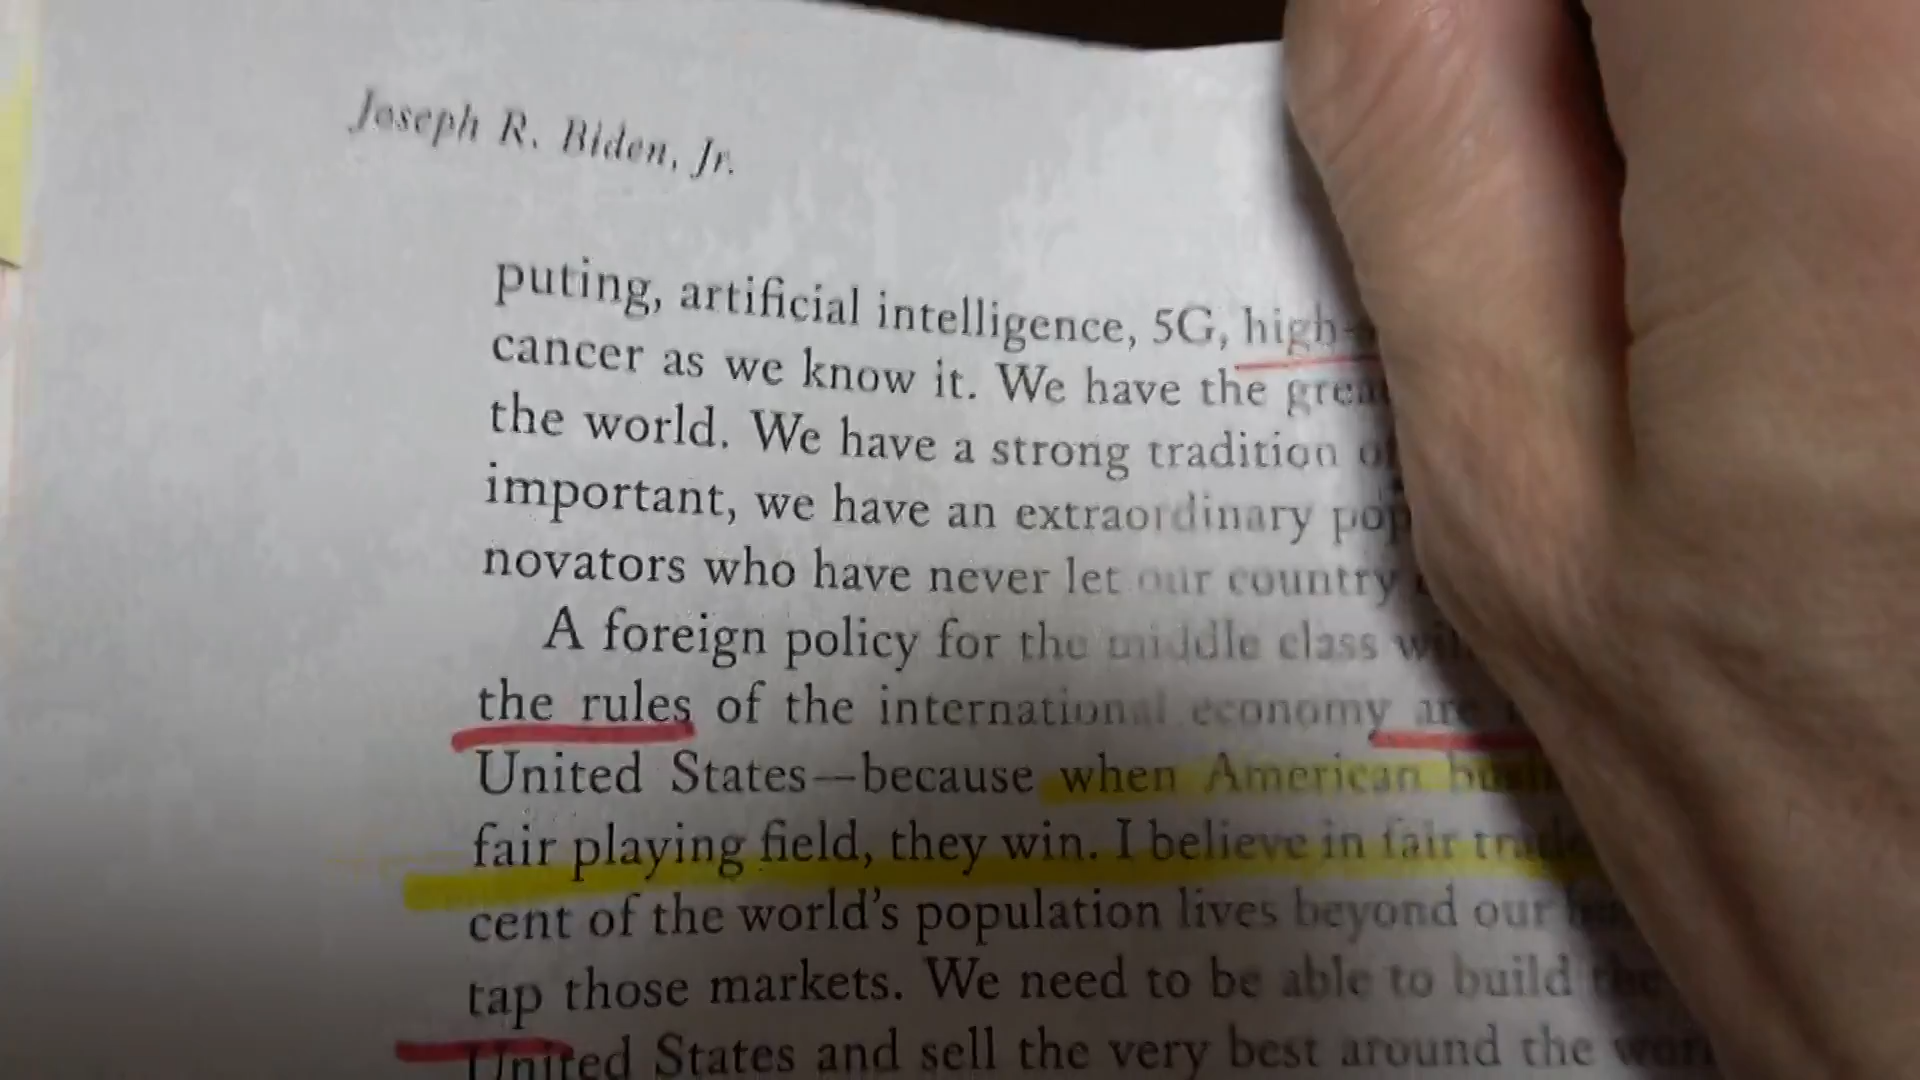 Joseph R. Biden, Jr.
puting, artificial intelligence, 5G, high-
cancer as we know it. We have the
the world. We have a strong tradition
important, we have an extraordinary
novators who have never let our country
A foreign policy for the middle class
the rules of the international economy are
United States—because when American
fair playing field, they win. I believe in fair
cent of the world's population lives beyond our
tap those markets. We need to be able to build
United States and sell the very best around the